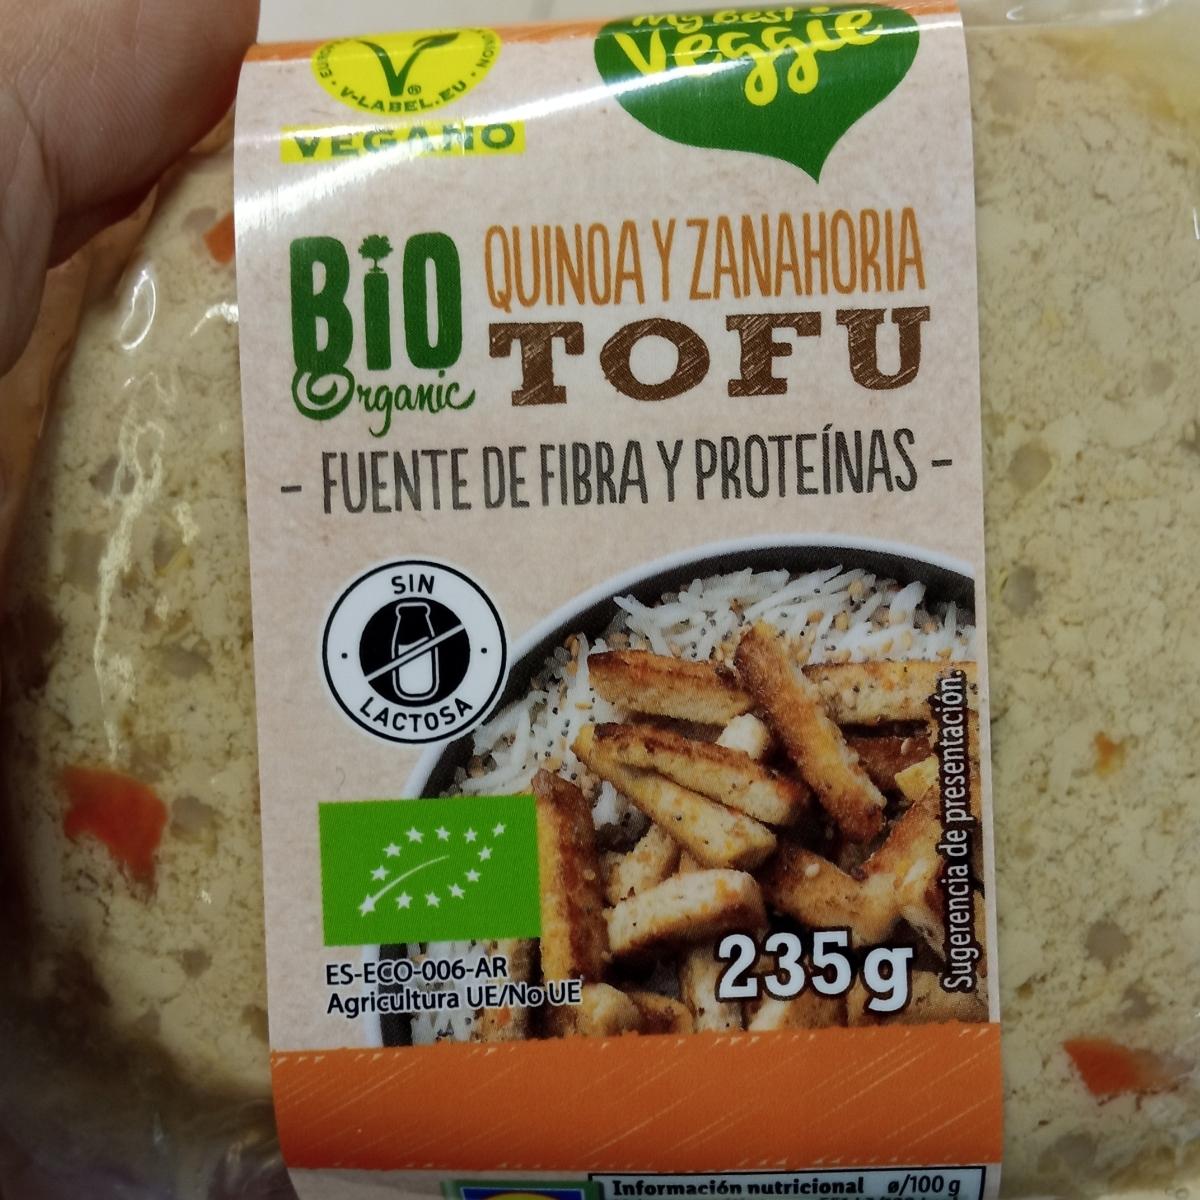 My Best
Veggie
V-LABEL.EU
VEGANO
BIO
Organic
QUINOA Y ZANAHORIA
TOFU
- FUENTE DE FIBRA Y PROTEÍNAS -
SIN
LACTOSA
Sugerencia de presentación.
235g
ES-ECO-006-AR
Agricultura UE/No UE
Información nutricional ø/100 g